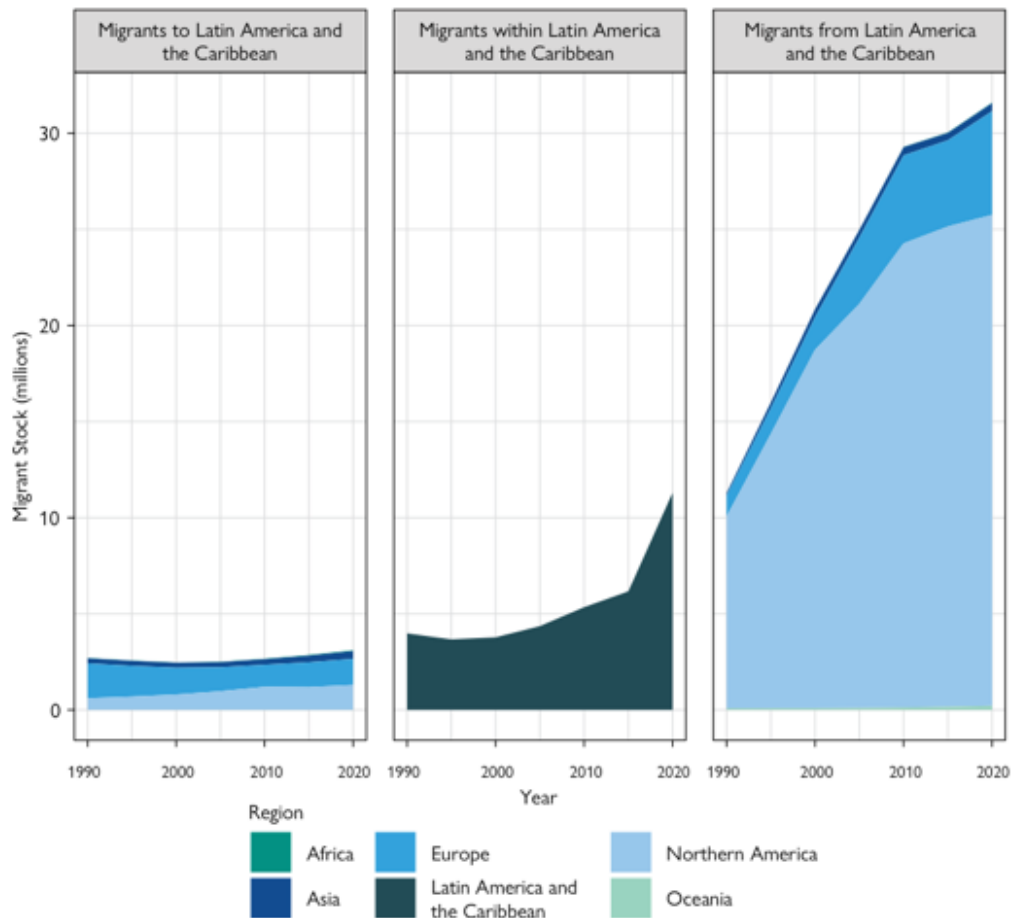 Migrants to Latin America and
the Caribbean
Migrants within Latin America
and the Caribbean
Migrants from Latin America
and the Caribbean
Migrant Stock (millions)
30
20
10
0
1990 2000 2010 2020
1990 2000 2010 2020
1990 2000 2010 2020
Year
Region
Africa
Europe
Northern America
Asia
Latin America and
the Caribbean
Oceania